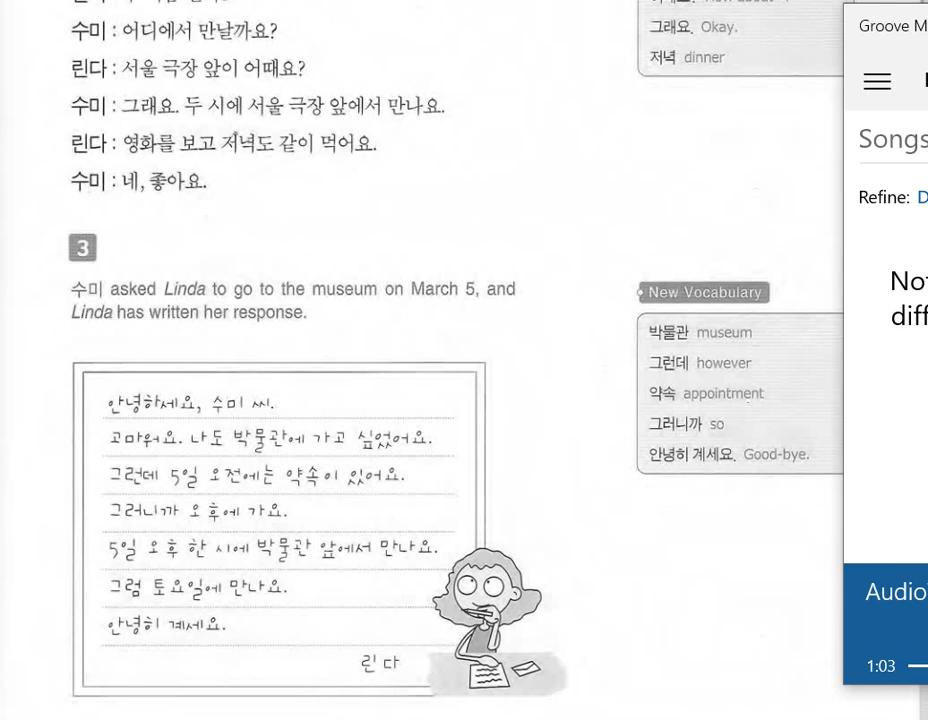 수미 : 어디에서 만날까요?
린다 : 서울 극장 앞이 어때요?
수미 : 그래요. 두 시에 서울 극장 앞에서 만나요.
린다 : 영화를 보고 저녁도 같이 먹어요.
수미 : 네, 좋아요.
그래요. Okay.
저녁 dinner
3
수미 asked Linda to go to the museum on March 5, and
Linda has written her response.
안녕하세요, 수미 씨.
고마워요. 나도 박물관에 가고 싶었어요.
그런데 5일 오전에는 약속이 있어요.
그러니까 오후에 가요.
5일 오후 한 시에 박물관 앞에서 만나요.
그럼 토요일에 만나요.
안녕히 계세요.
린다
New Vocabulary
박물관 museum
그런데 however
약속 appointment
그러니까 so
안녕히 계세요. Good-bye.
Groove M
Songs
Refine: D
Not
diff
Audio
1:03